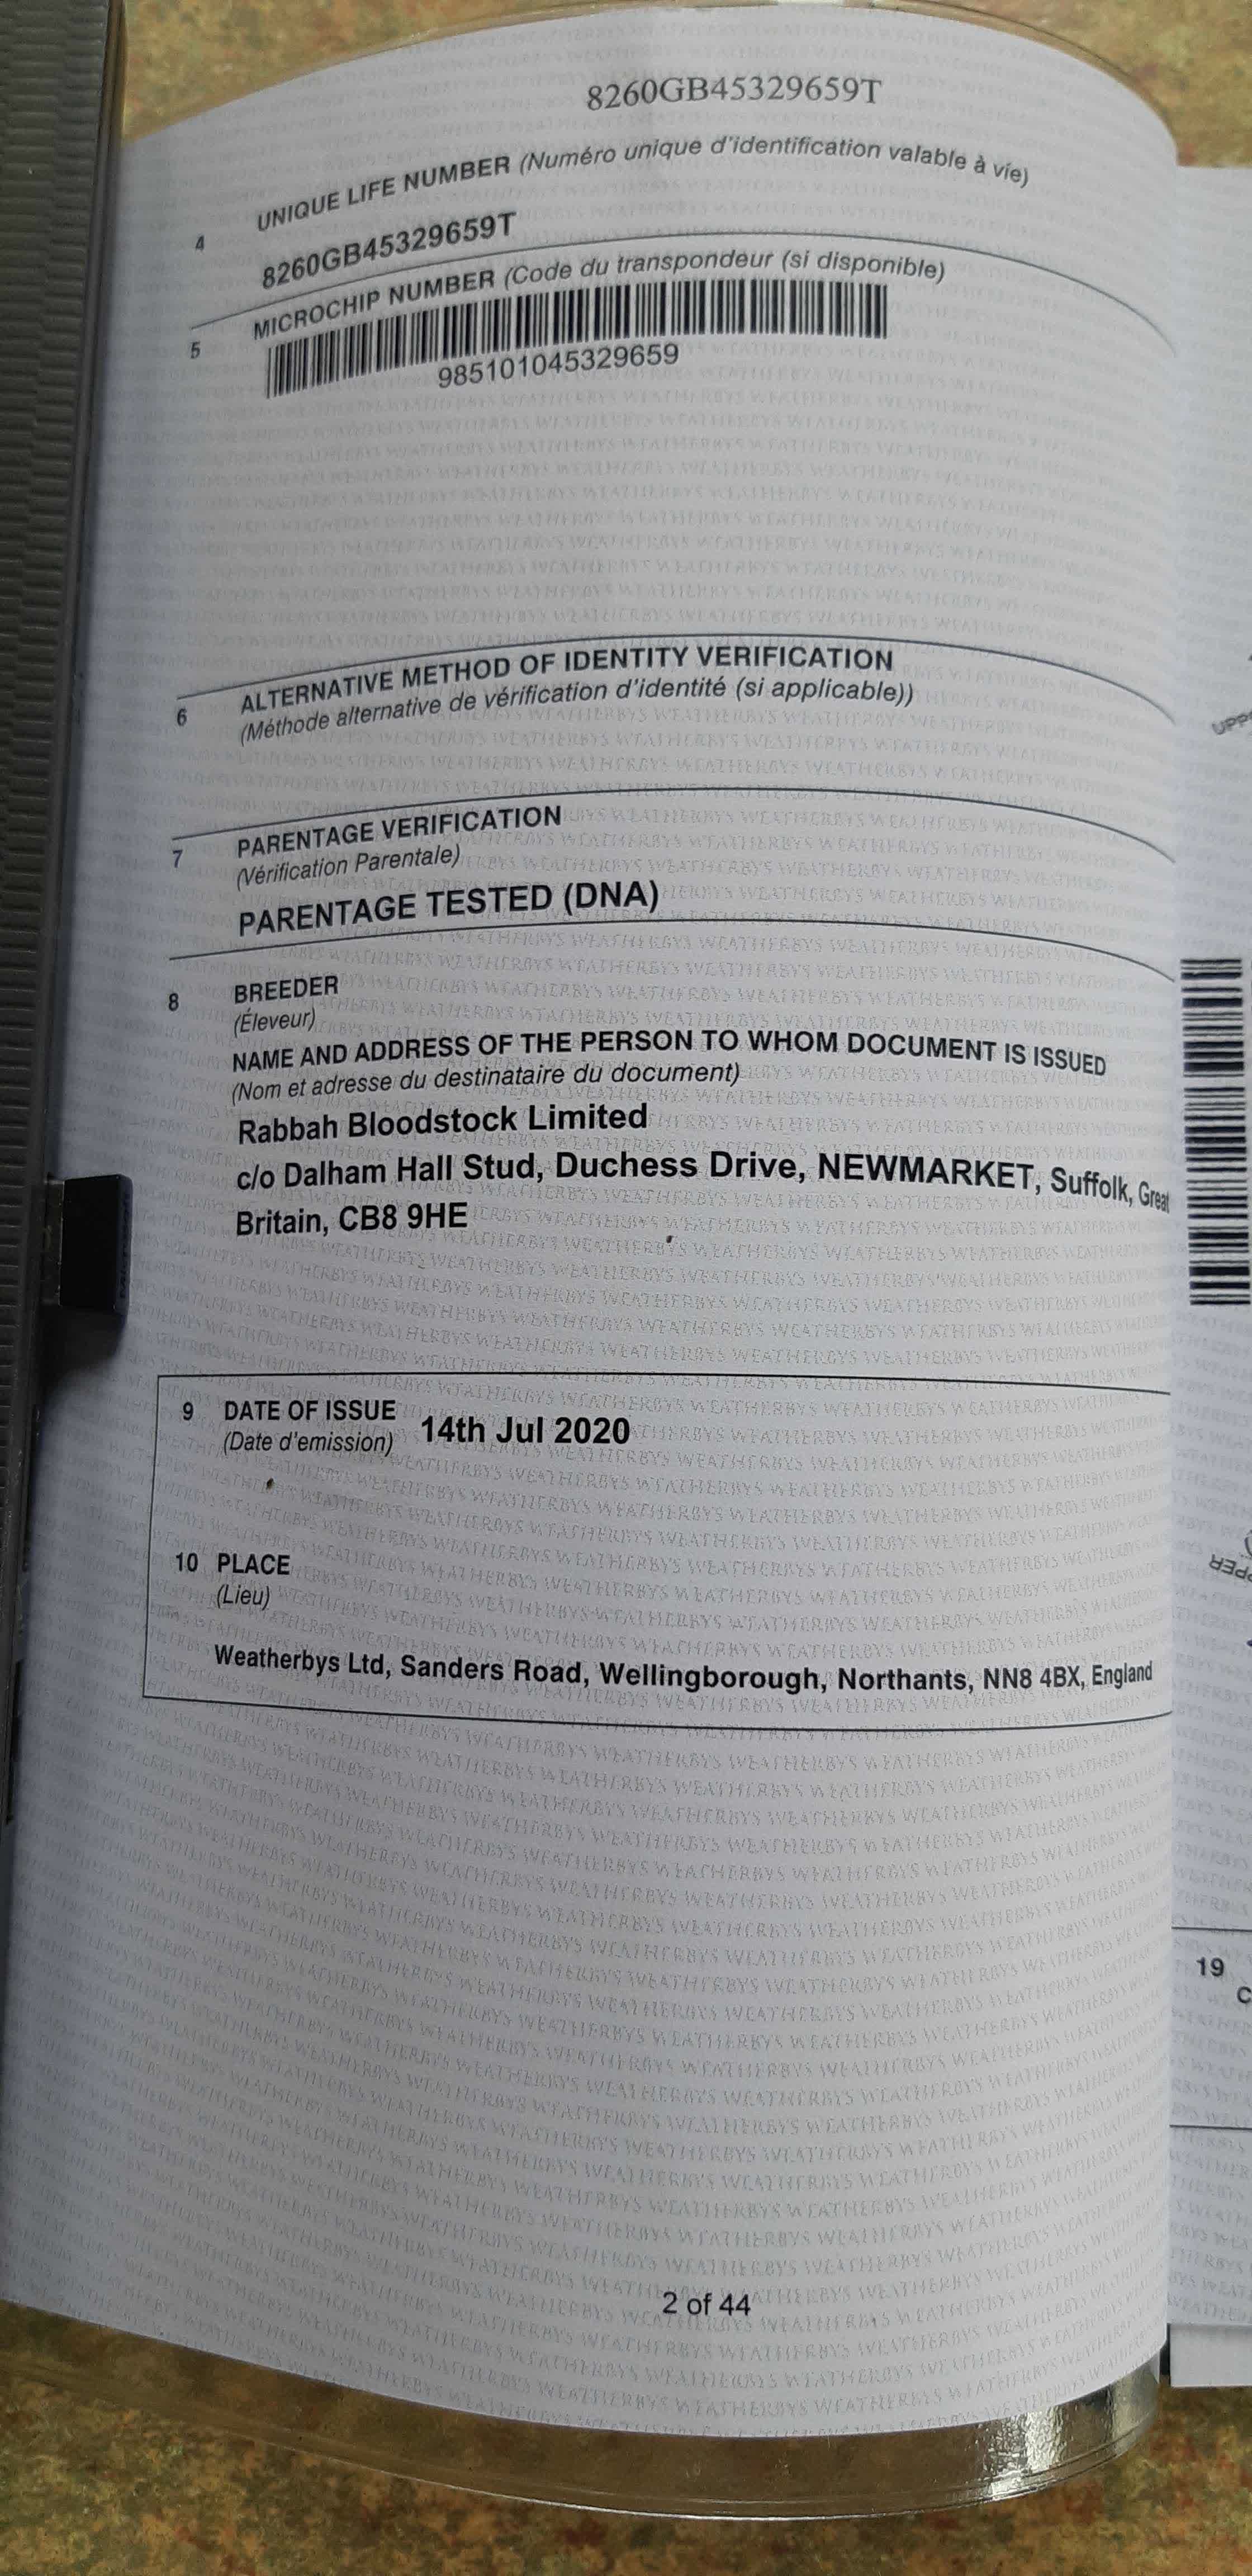 8260GB45329659T
4 UNIQUE LIFE NUMBER (Numéro unique d'identification valable à vie)
8260GB45329659T
5 MICROCHIP NUMBER (Code du transpondeur (si disponible)
985101045329659
6 ALTERNATIVE METHOD OF IDENTITY VERIFICATION
(Méthode alternative de vérification d'identité (si applicable))
7 PARENTAGE VERIFICATION
(Vérification Parentale)
PARENTAGE TESTED (DNA)
8 BREEDER
(Éleveur)
NAME AND ADDRESS OF THE PERSON TO WHOM DOCUMENT IS ISSUED
(Nom et adresse du destinataire du document)
Rabbah Bloodstock Limited
c/o Dalham Hall Stud, Duchess Drive, NEWMARKET, Suffolk, Great
Britain, CB8 9HE
9 DATE OF ISSUE 14th Jul 2020
(Date d'emission)
10 PLACE
(Lieu)
Weatherbys Ltd, Sanders Road, Wellingborough, Northants, NN8 4BX, England
2 of 44
19